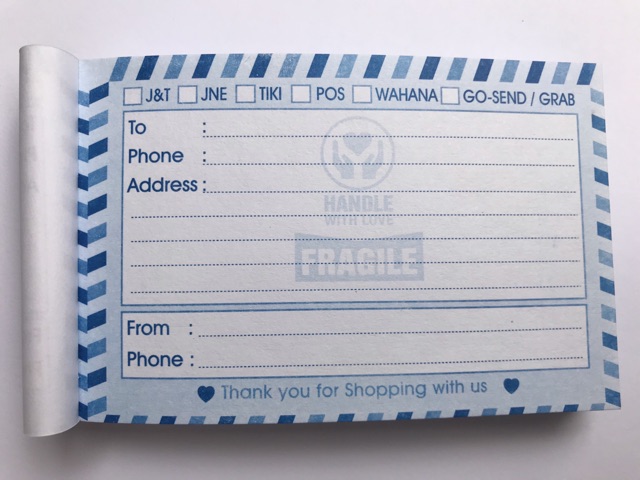 J&T JNE TIKI POS WAHANA GO-SEND / GRAB
To :
Phone :
Address :
HANDLE
WITH LOVE
FRAGILE
From :
Phone :
Thank you for Shopping with us